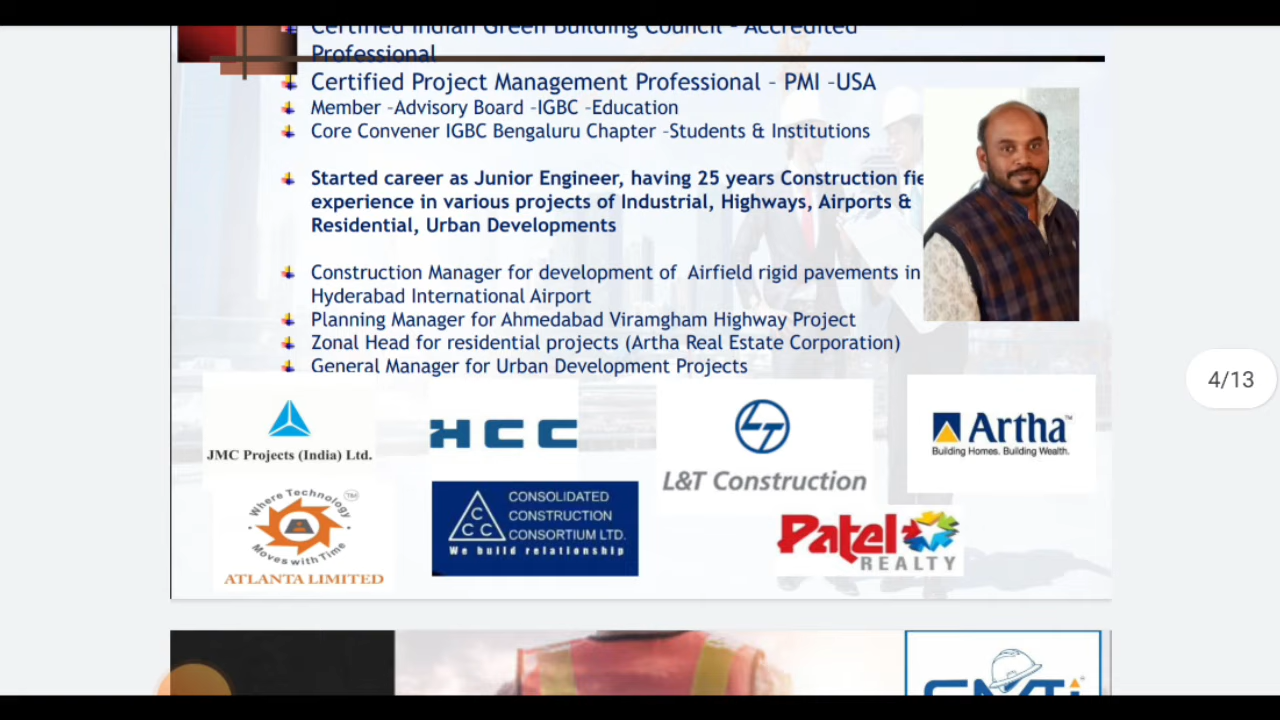 Certified Indian Green Building Council – Accredited
Professional
Certified Project Management Professional – PMI –USA
Member –Advisory Board –IGBC –Education
Core Convener IGBC Bengaluru Chapter –Students & Institutions
Started career as Junior Engineer, having 25 years Construction fie
experience in various projects of Industrial, Highways, Airports &
Residential, Urban Developments
Construction Manager for development of Airfield rigid pavements in
Hyderabad International Airport
Planning Manager for Ahmedabad Viramgham Highway Project
Zonal Head for residential projects (Artha Real Estate Corporation)
General Manager for Urban Development Projects
4/13
JMC Projects (India) Ltd.
HCC
LT
L&T Construction
Artha™
Building Homes. Building Wealth.
Where Technology ™
Moves with Time
ATLANTA LIMITED
C
C C
CONSOLIDATED
CONSTRUCTION
CONSORTIUM LTD.
We build relationship
Patel
REALTY